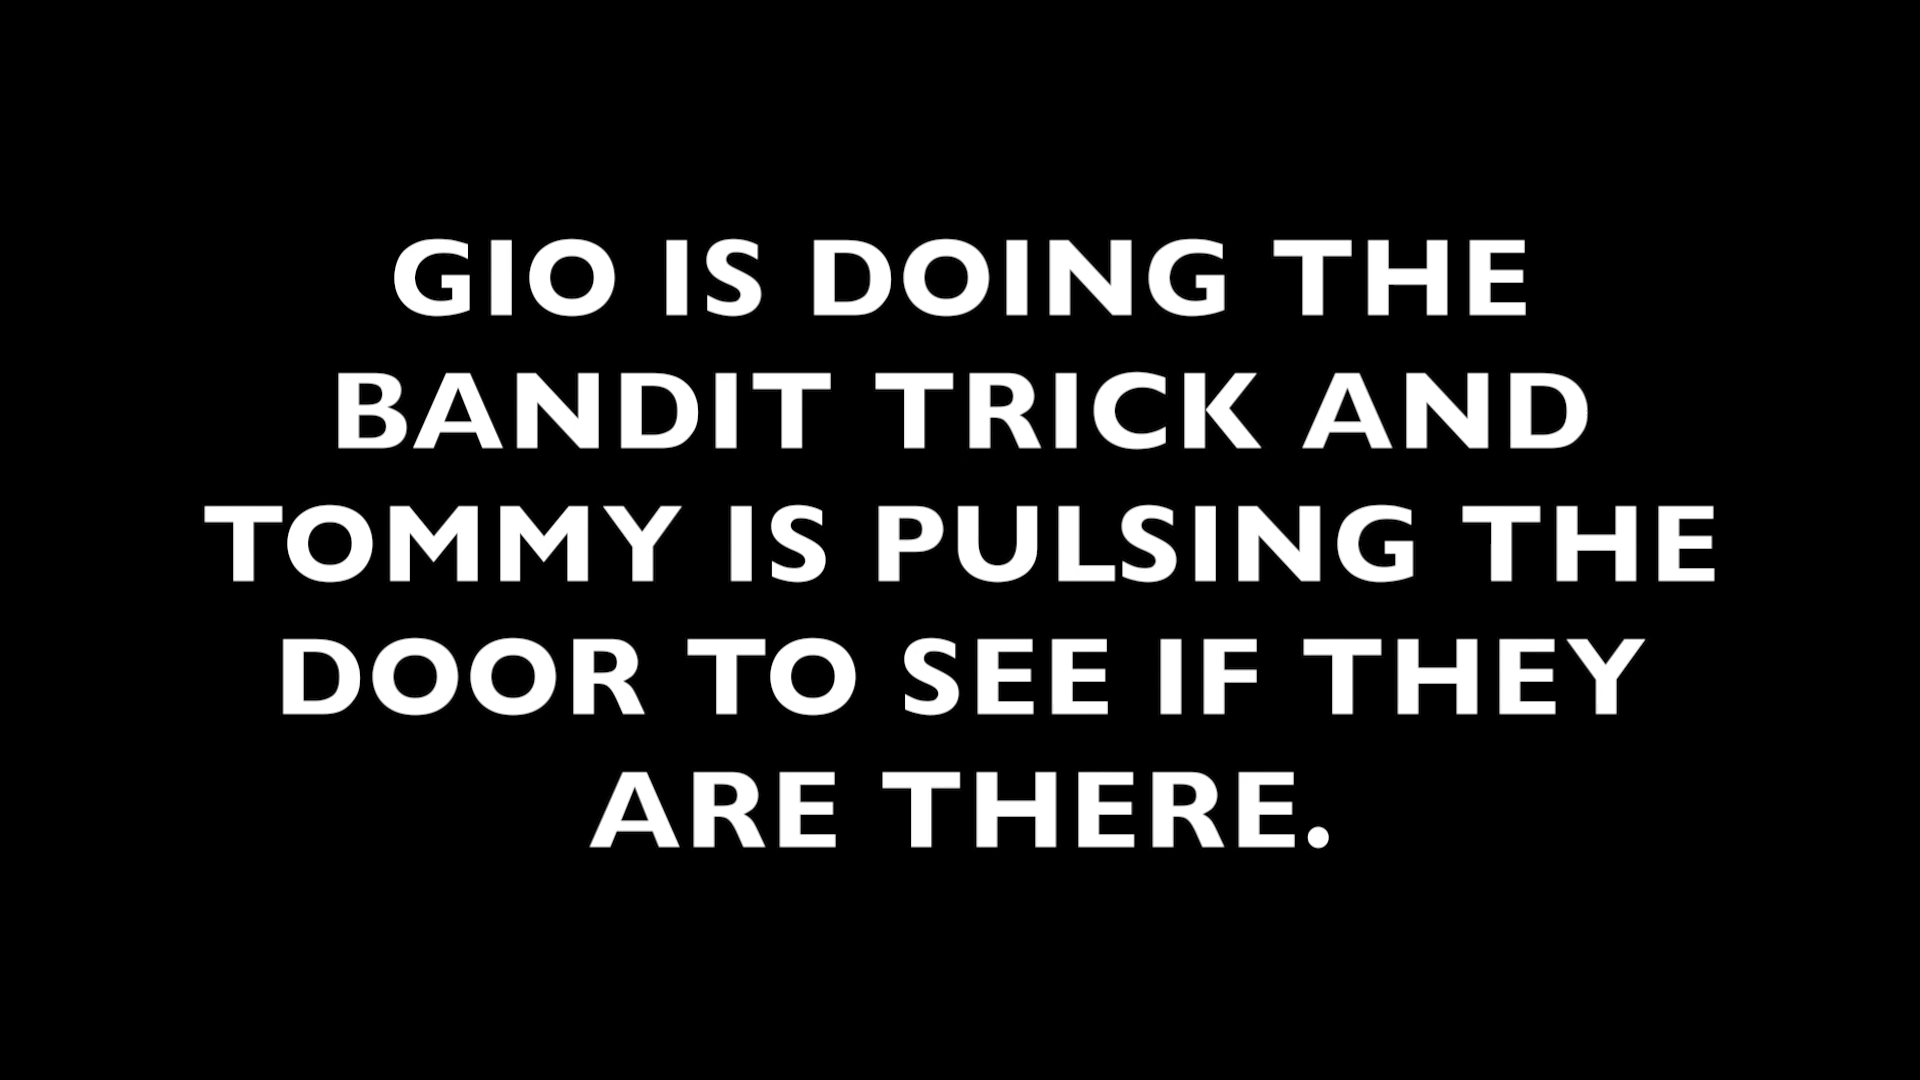 GIO IS DOING THE
BANDIT TRICK AND
TOMMY IS PULSING THE
DOOR TO SEE IF THEY
ARE THERE.